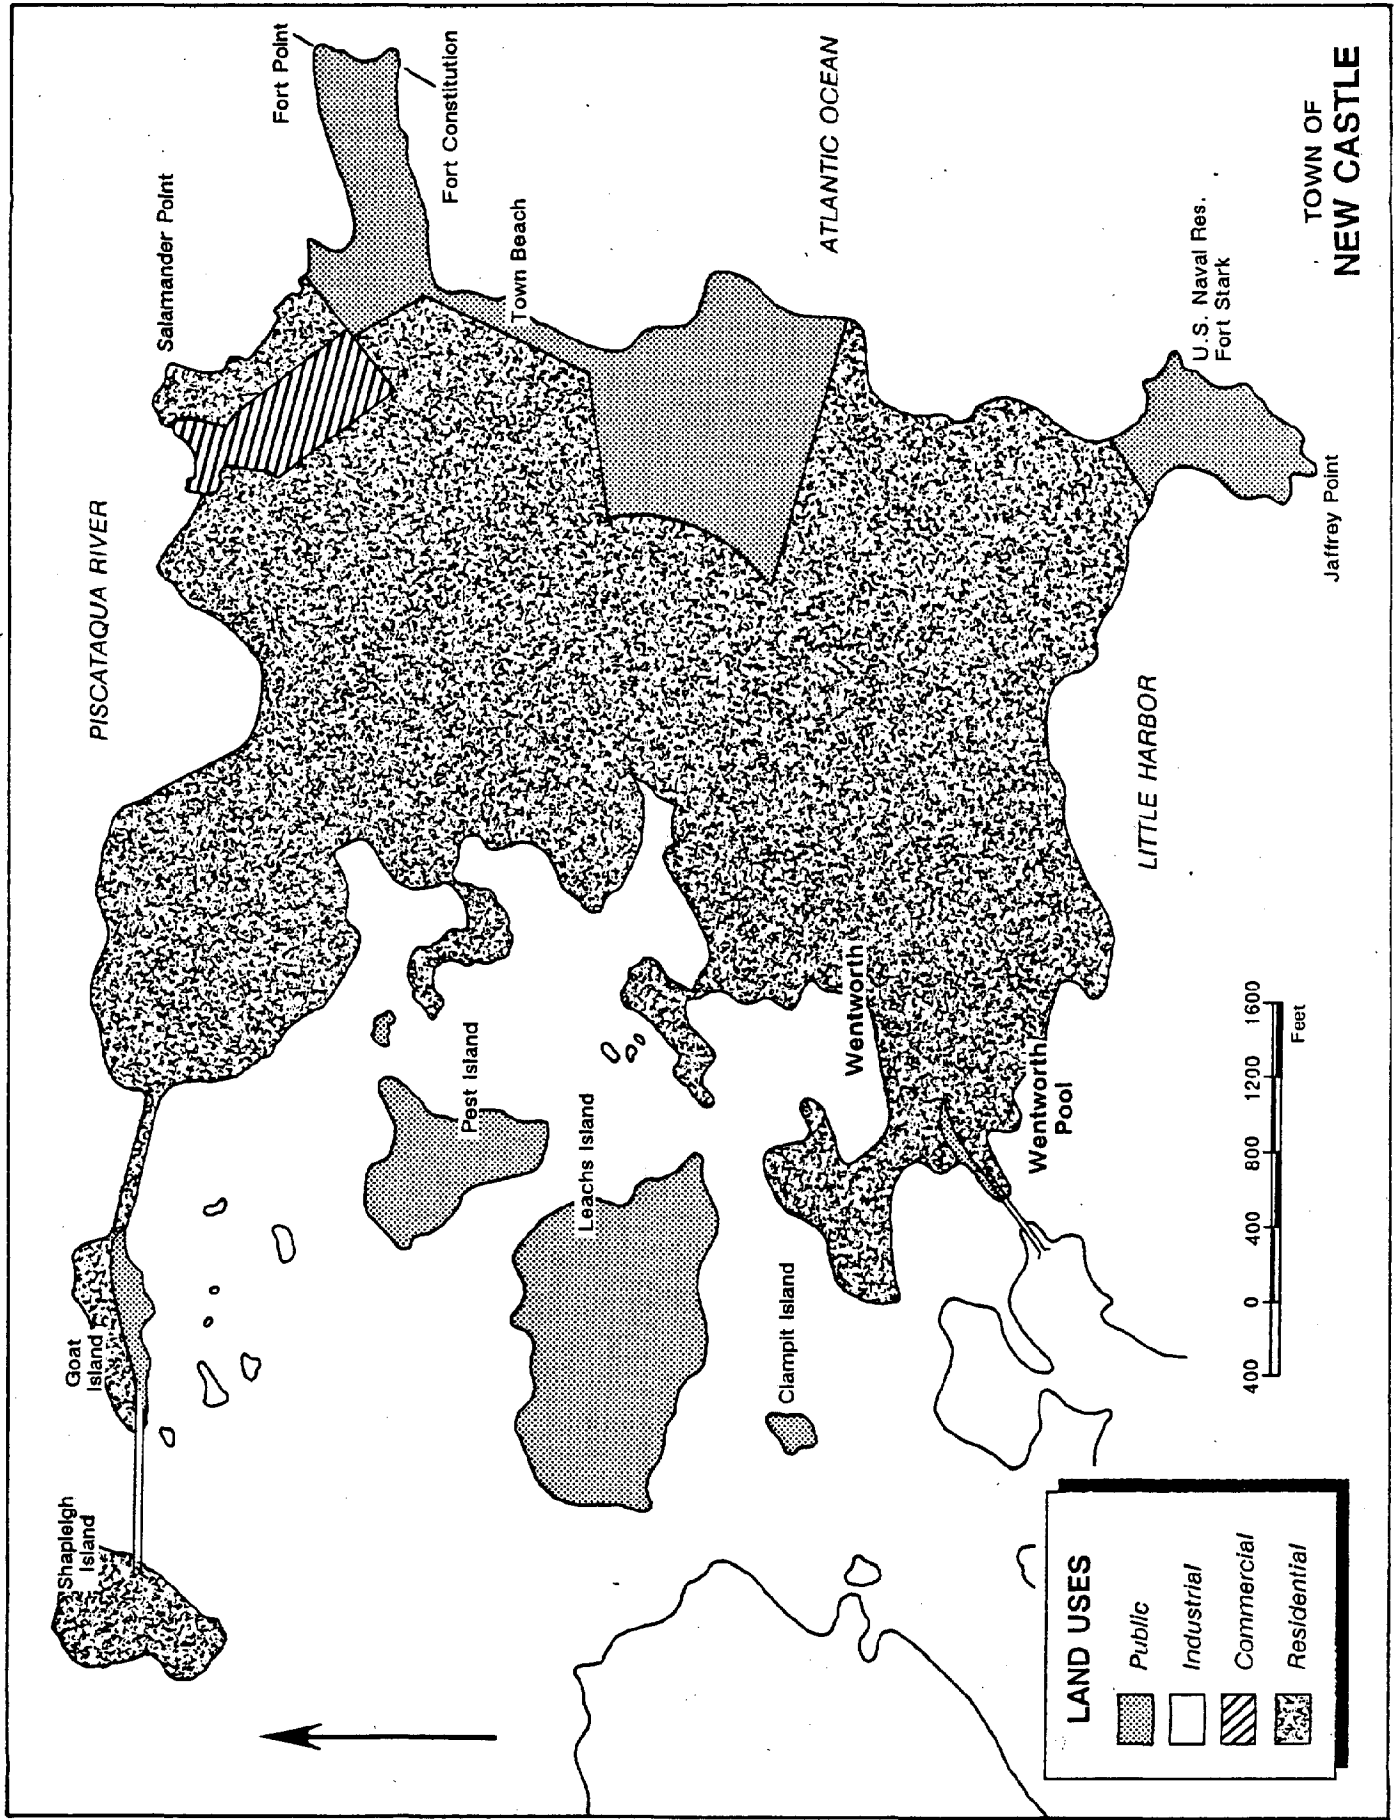 Shapleigh
Island
Goat
Island
PISCATAQUA RIVER
Salamander Point
Fort Point
Fort Constitution
Pest Island
Town Beach
Leachs Island
Clampit Island
Wentworth
ATLANTIC OCEAN
Wentworth
Pool
LITTLE HARBOR
U.S. Naval Res.
Fort Stark
Jaffrey Point
LAND USES
Public
Industrial
Commercial
Residential
400 0 400 800 1200 1600
Feet
TOWN OF
NEW CASTLE